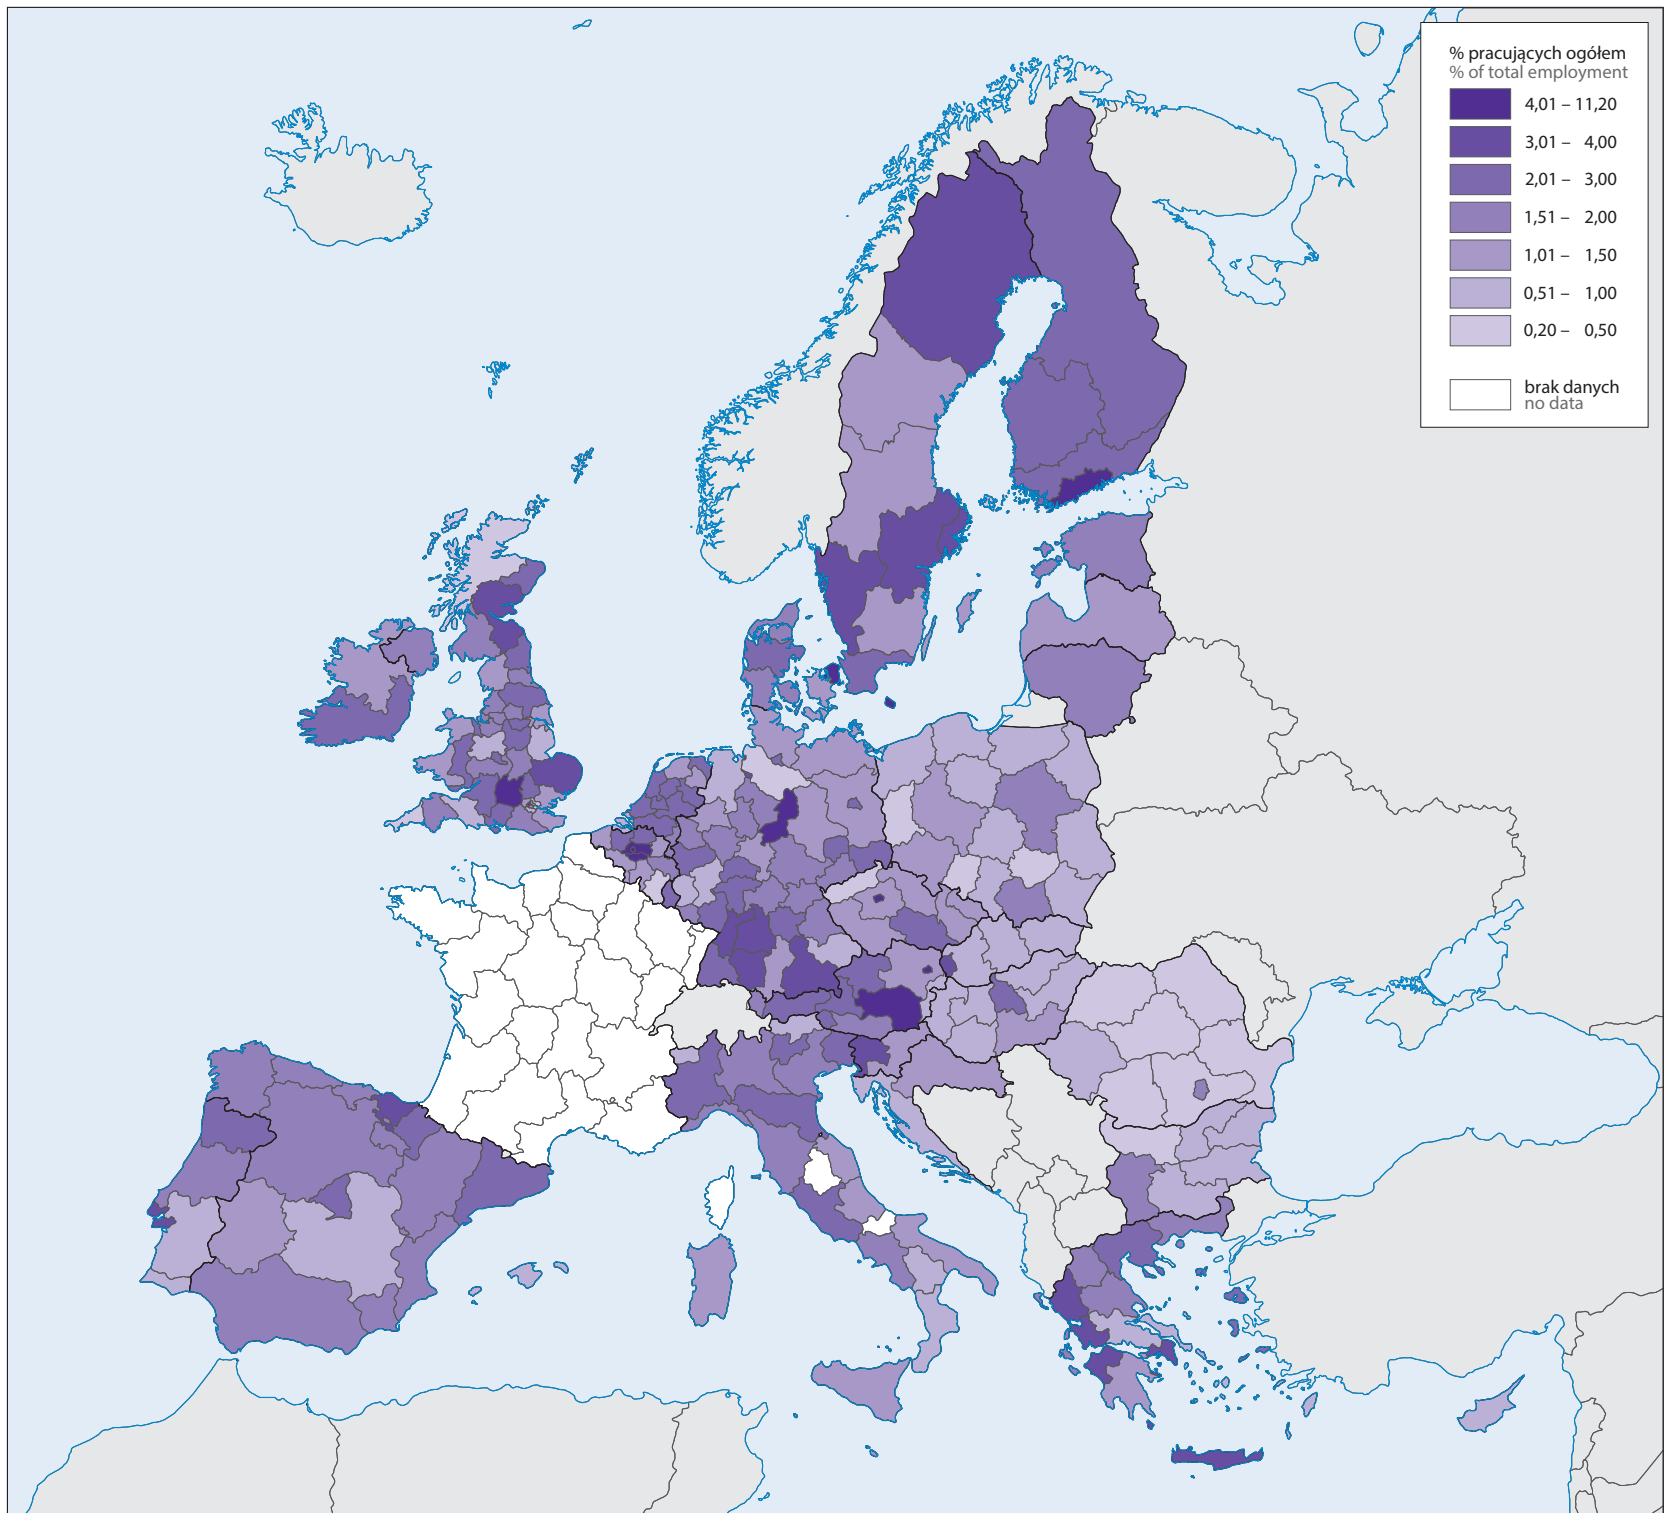 % pracujących ogółem
% of total employment
4,01 – 11,20
3,01 – 4,00
2,01 – 3,00
1,51 – 2,00
1,01 – 1,50
0,51 – 1,00
0,20 – 0,50
brak danych
no data